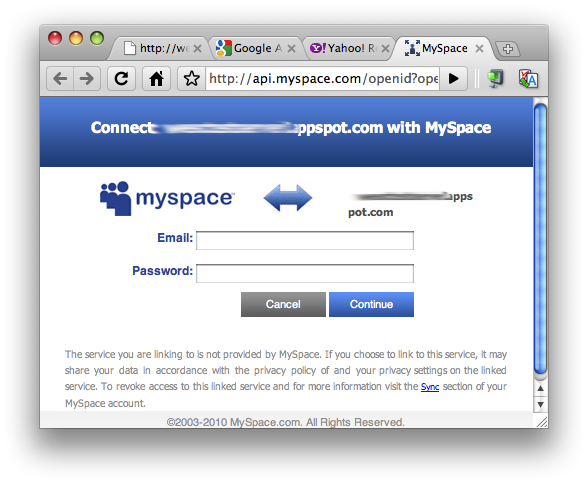 http://we
Google A
Yahoo! R
MySpace
http://api.myspace.com/openid?ope
Connect appspot.com with MySpace
myspace™
apps
pot.com
Email:
Password:
Cancel
Continue
The service you are linking to is not provided by MySpace. If you choose to link to this service, it may
share your data in accordance with the privacy policy of and your privacy settings on the linked
service. To revoke access to this linked service and for more information visit the Sync section of your
MySpace account.
©2003-2010 MySpace.com. All Rights Reserved.